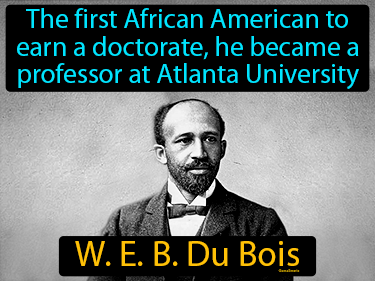 The first African American to
earn a doctorate, he became a
professor at Atlanta University
W. E. B. Du Bois